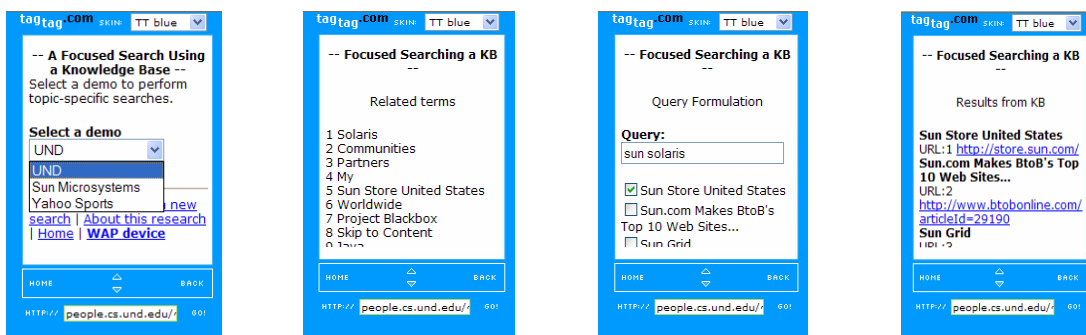 tagtag.com SKIN: TT blue
-- A Focused Search Using
a Knowledge Base --
Select a demo to perform
topic-specific searches.
Select a demo
UND
UND
Sun Microsystems
Yahoo Sports
new
search | About this research
| Home | WAP device
HOME BACK
HTTP:// people.cs.und.edu/ GO!
tagtag.com SKIN: TT blue
-- Focused Searching a KB
--
Related terms
1 Solaris
2 Communities
3 Partners
4 My
5 Sun Store United States
6 Worldwide
7 Project Blackbox
8 Skip to Content
9 Java
HOME BACK
HTTP:// people.cs.und.edu/ GO!
tagtag.com SKIN: TT blue
-- Focused Searching a KB
--
Query Formulation
Query:
sun solaris
Sun Store United States
Sun.com Makes BtoB's
Top 10 Web Sites...
Sun Grid
HOME BACK
HTTP:// people.cs.und.edu/ GO!
tagtag.com SKIN: TT blue
-- Focused Searching a KB
--
Results from KB
Sun Store United States
URL:1 http://store.sun.com/
Sun.com Makes BtoB's Top
10 Web Sites...
URL:2
http://www.btobonline.com/
articleId=29190
Sun Grid
URL:3
HOME BACK
HTTP:// people.cs.und.edu/ GO!